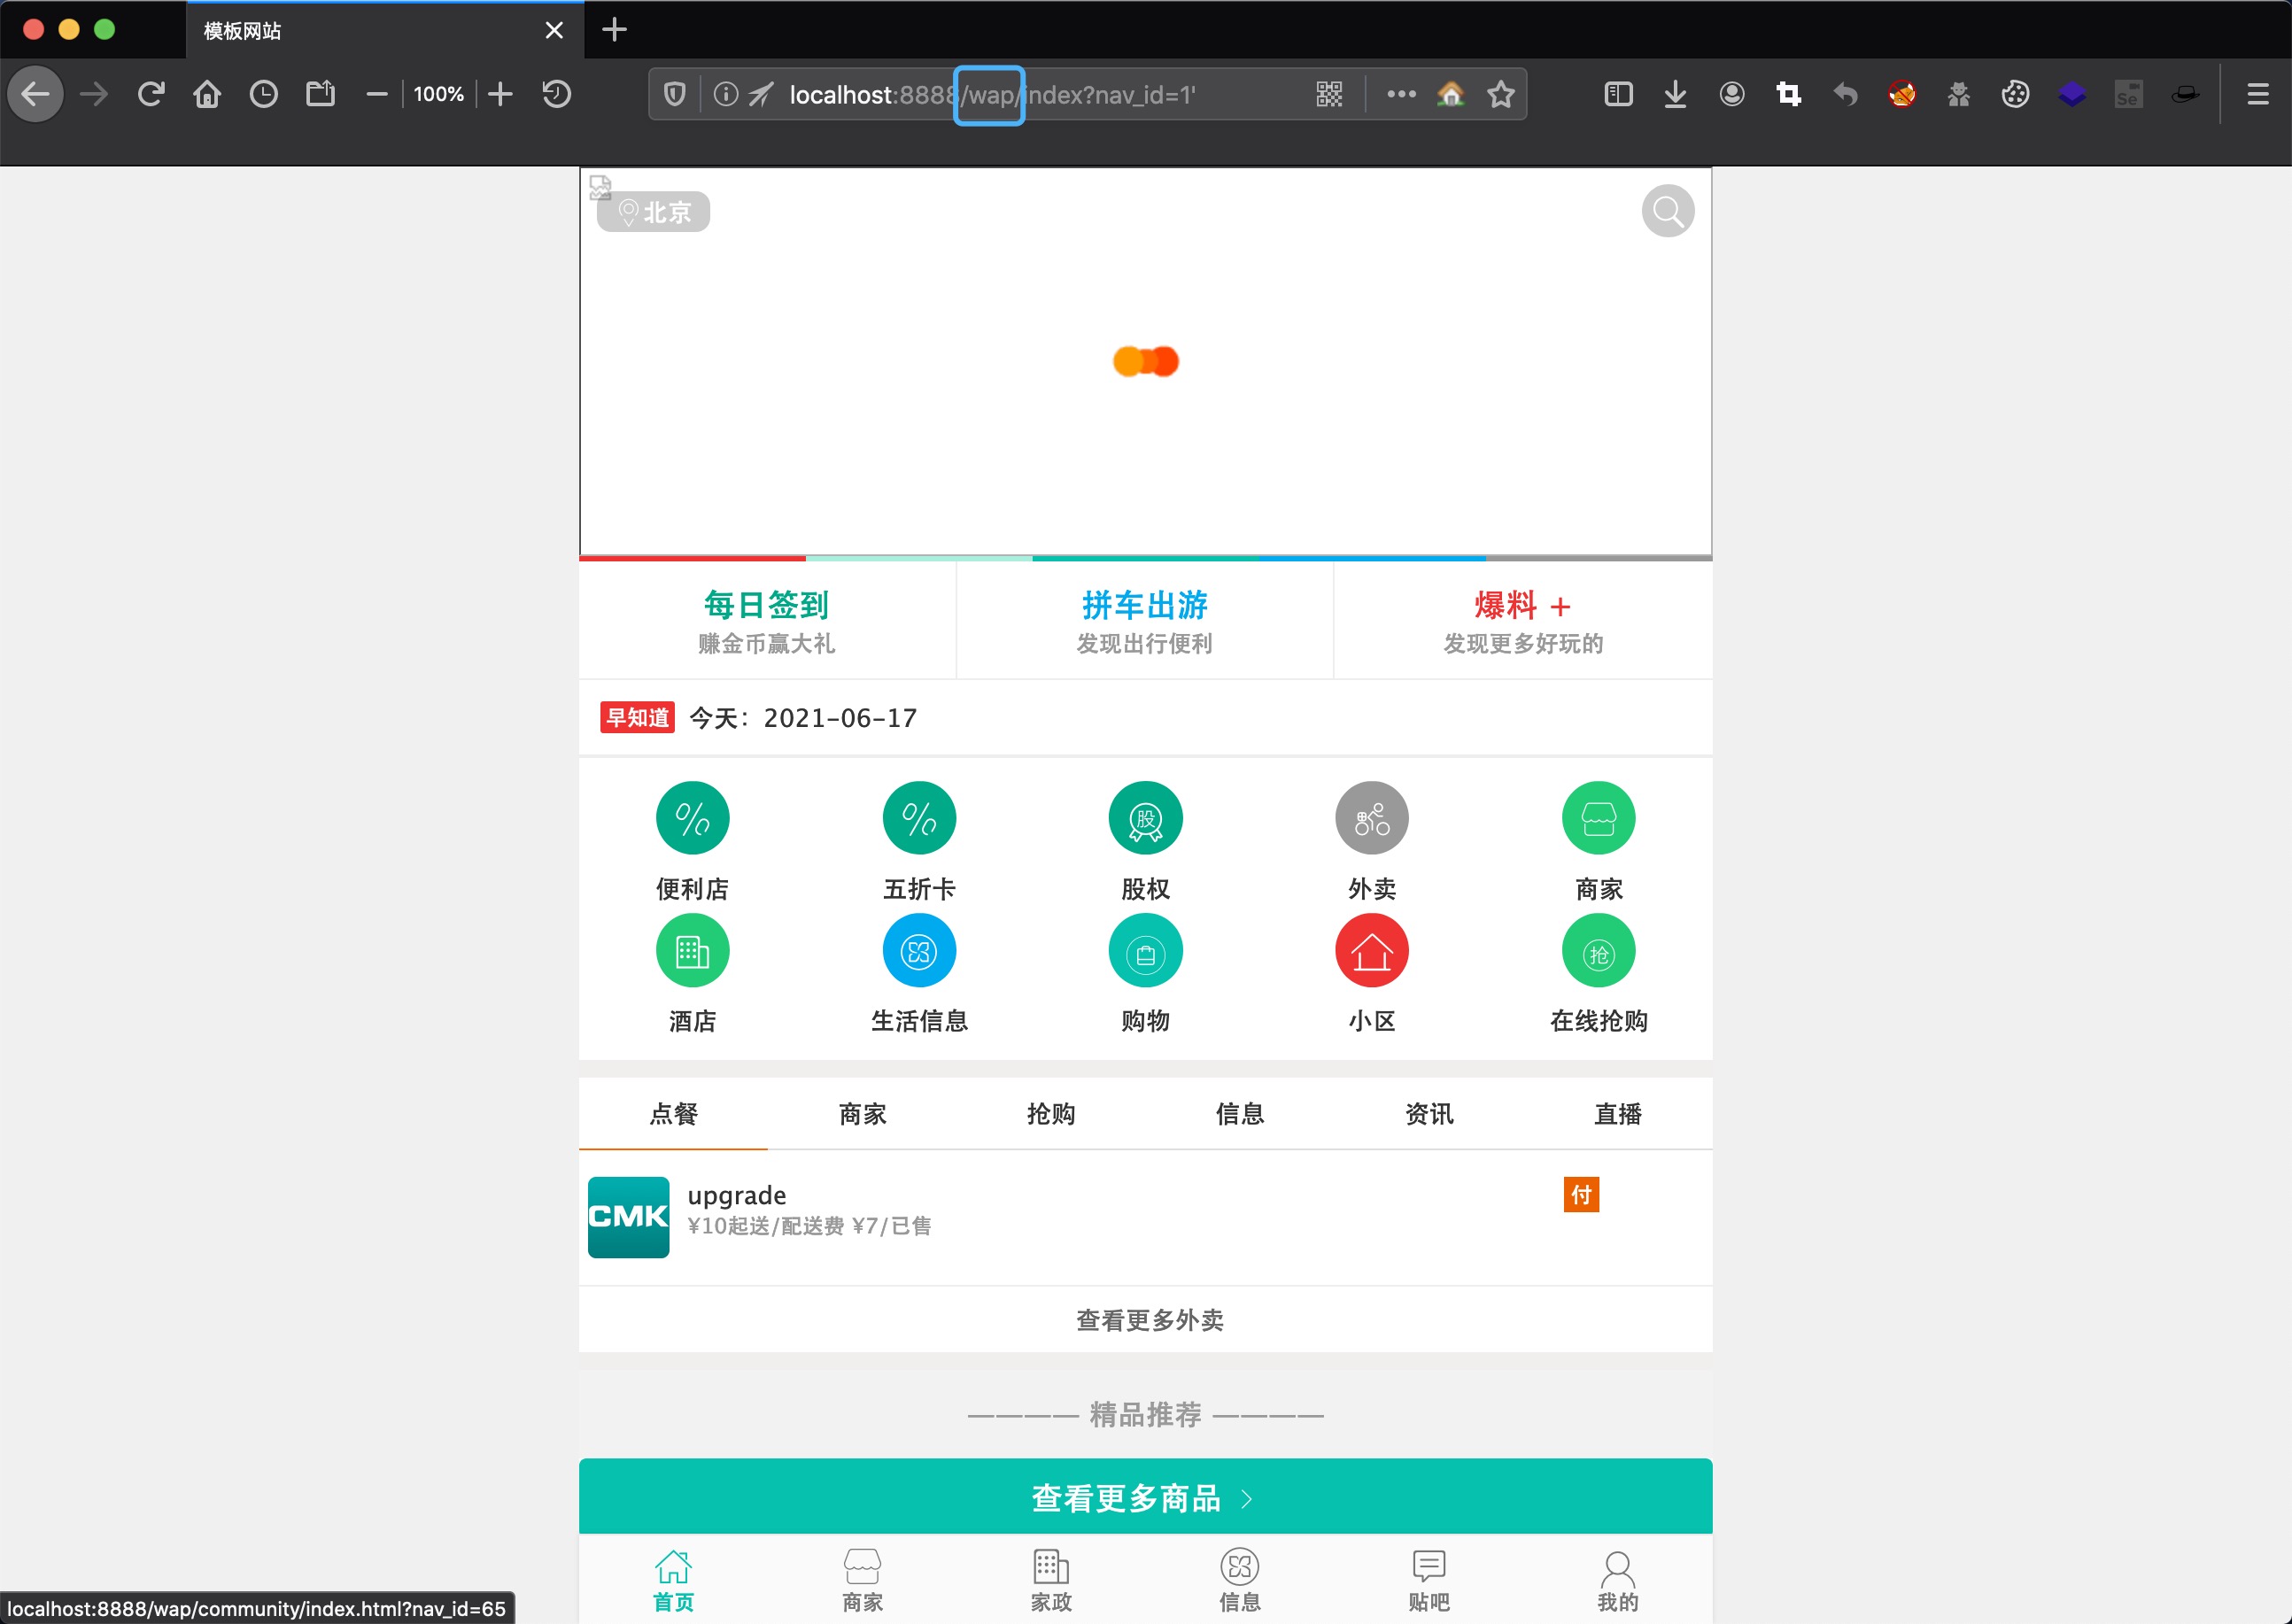 模板网站
100%
localhost:8888/wap/index?nav_id=1'
Se
北京
每日签到 拼车出游 爆料 +
赚金币赢大礼 发现出行便利 发现更多好玩的
早知道 今天：2021-06-17
股
便利店 五折卡 股权 外卖 商家
抢
酒店 生活信息 购物 小区 在线抢购
点餐 商家 抢购 信息 资讯 直播
CMK upgrade 付
¥10起送/配送费 ¥7/已售
查看更多外卖
———— 精品推荐 ————
查看更多商品 >
首页 商家 家政 信息 贴吧 我的
localhost:8888/wap/community/index.html?nav_id=65